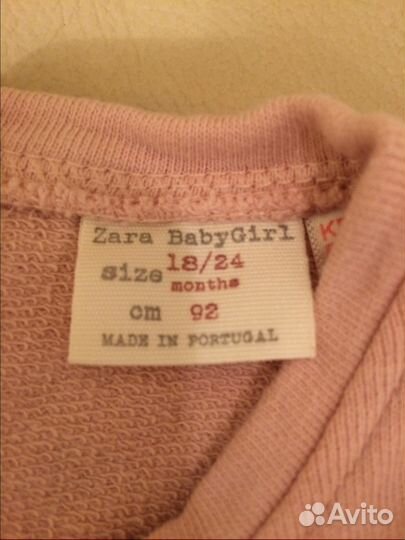 Zara BabyGirl
size 18/24
months
cm 92
MADE IN PORTUGAL
Avito